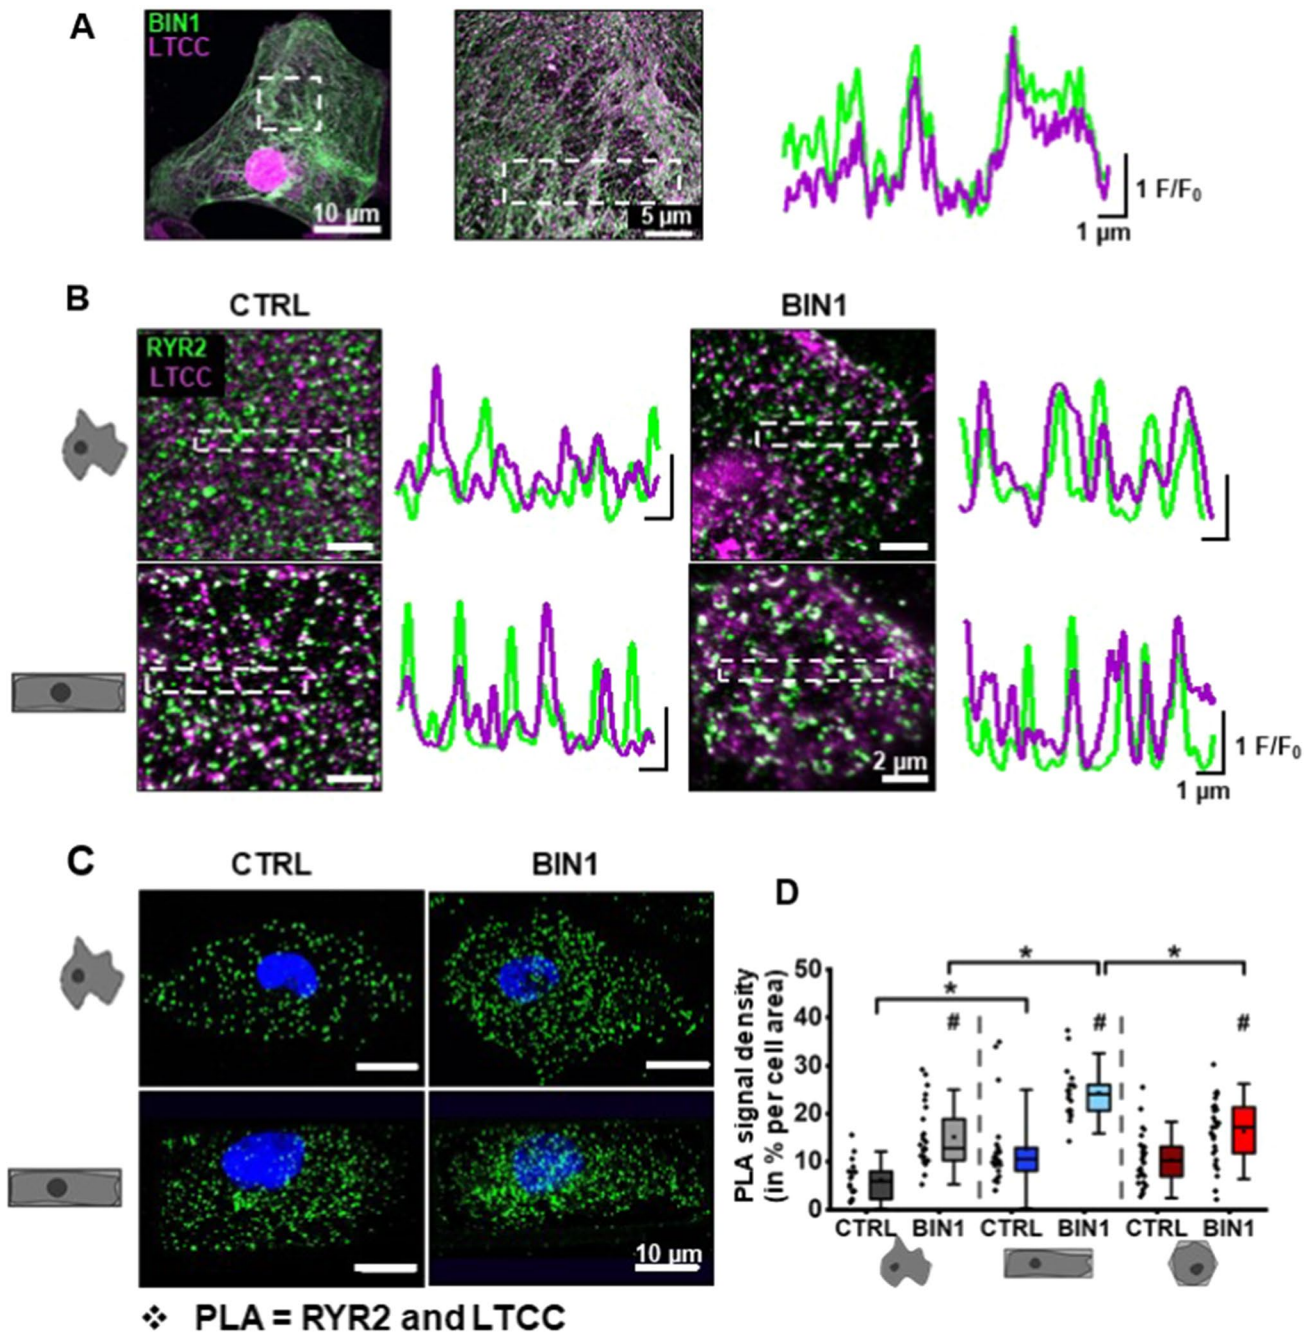 A
BIN1
LTCC
10 µm
5 µm
1 F/F0
1 µm
B
CTRL
BIN1
RYR2
LTCC
2 µm
1 F/F0
1 µm
C
CTRL
BIN1
10 µm
❖ PLA = RYR2 and LTCC
D
PLA signal density
(in % per cell area)
50
40
30
20
10
0
*
*
*
#
#
#
CTRL BIN1 CTRL BIN1 CTRL BIN1